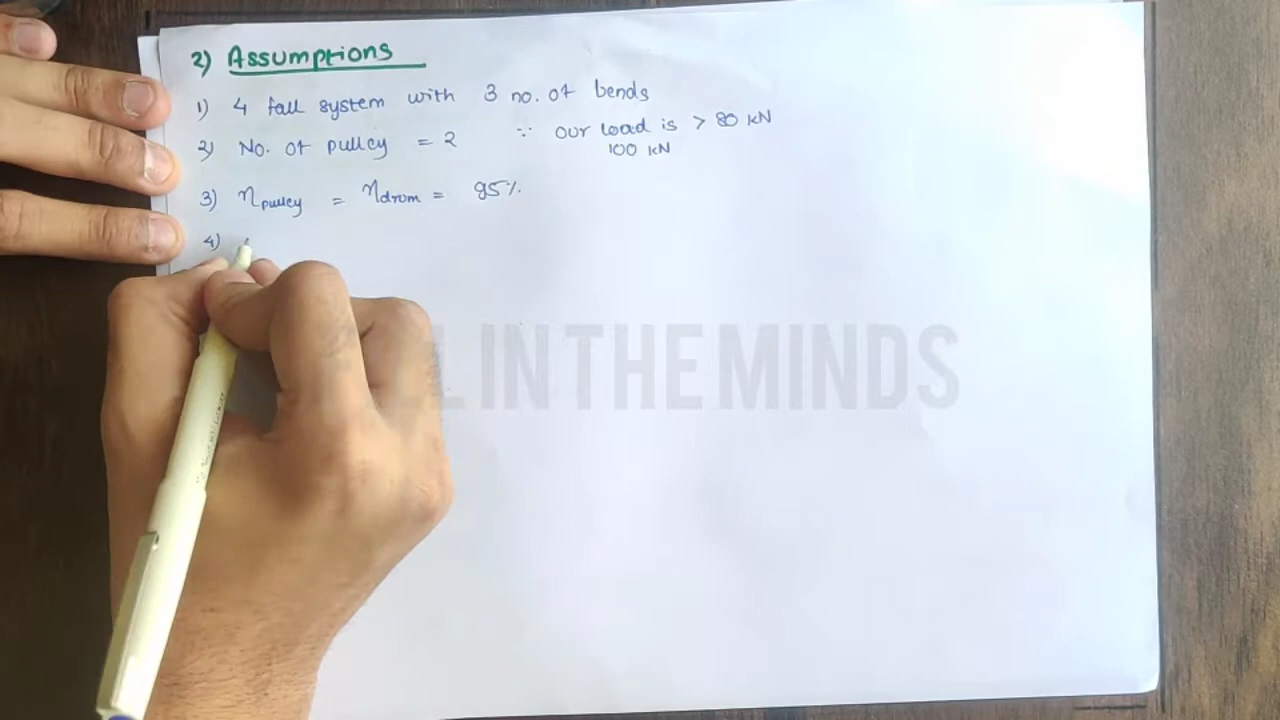 2) Assumptions
1) 4 fall system with 3 no. of bends
2) No. of pulley = 2 ∵ our load is > 80 kN
100 kN
3) η pulley = η drum = 95%
4)
LL IN THE MINDS